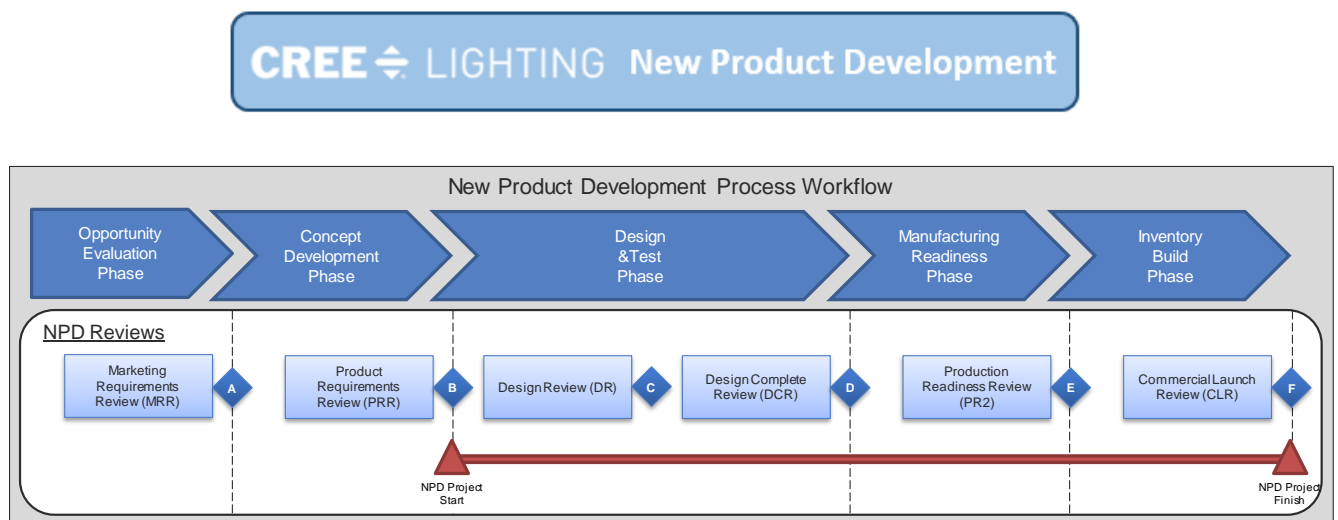 CREE LIGHTING New Product Development
New Product Development Process Workflow
Opportunity
Evaluation
Phase
Concept
Development
Phase
Design
&Test
Phase
Manufacturing
Readiness
Phase
Inventory
Build
Phase
NPD Reviews
Marketing
Requirements
Review (MRR)
A
Product
Requirements
Review (PRR)
B
Design Review (DR)
C
Design Complete
Review (DCR)
D
Production
Readiness Review
(PR2)
E
Commercial Launch
Review (CLR)
F
NPD Project
Start
NPD Project
Finish